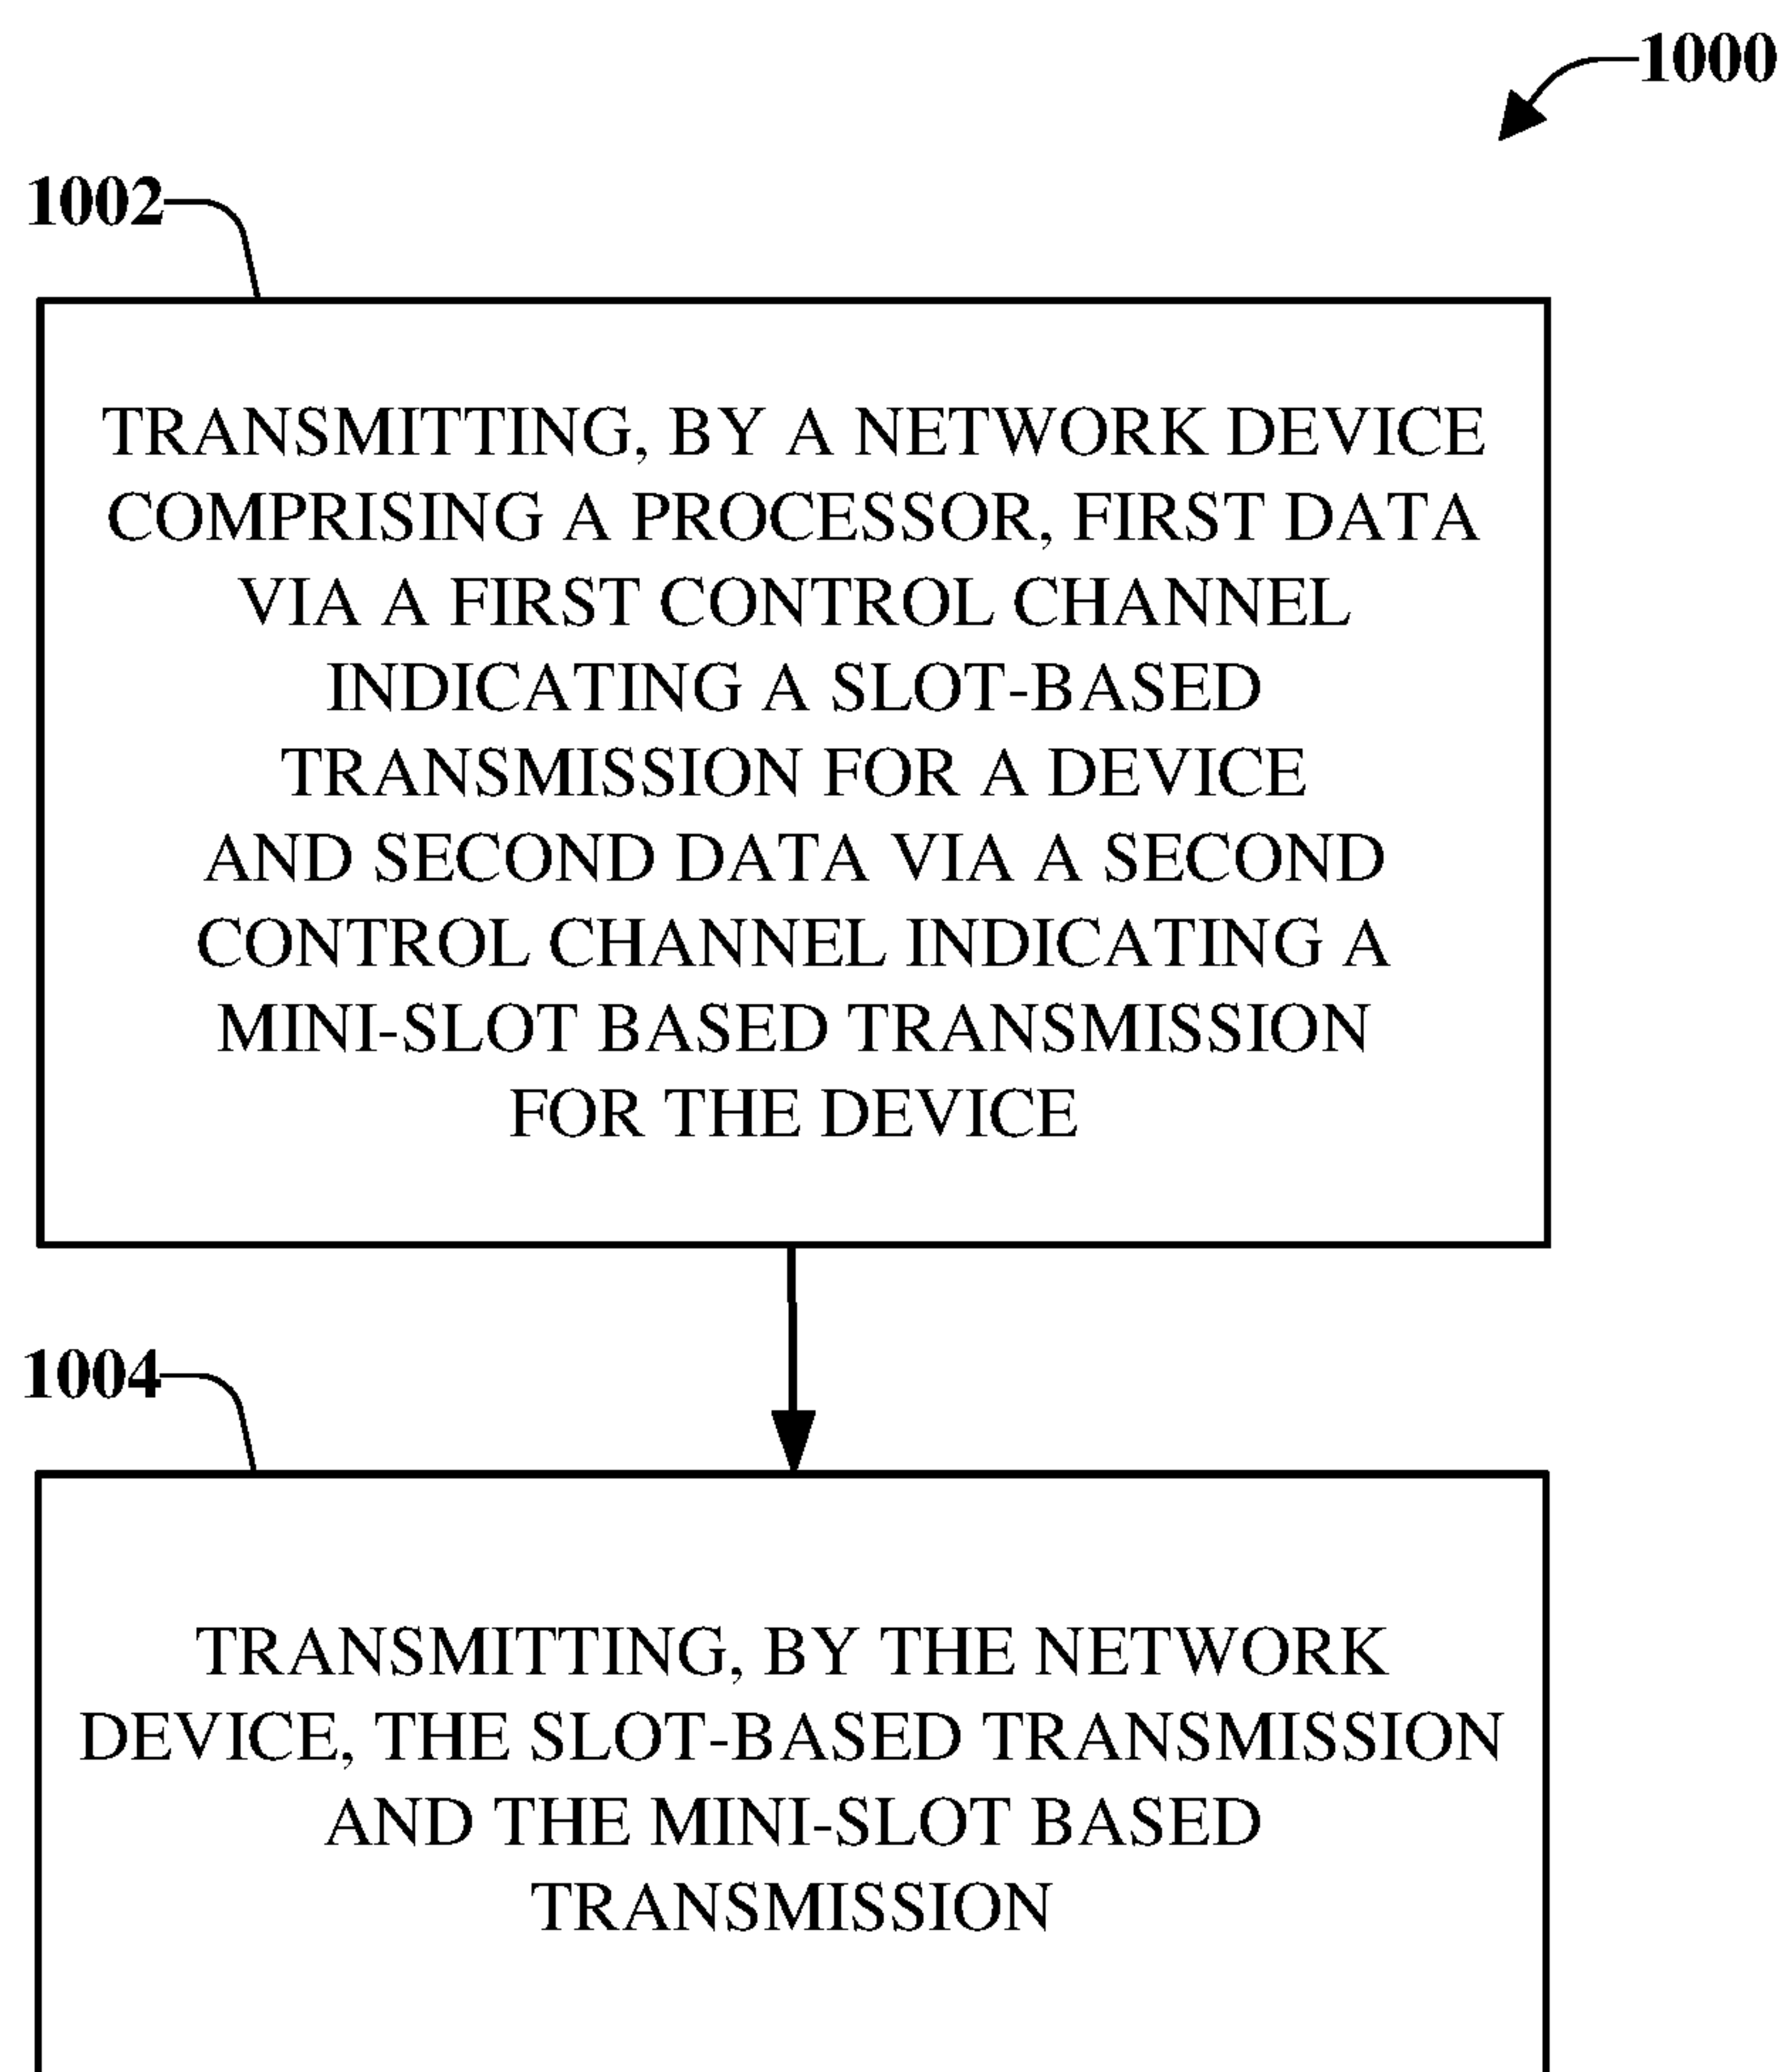 1000
1002
TRANSMITTING, BY A NETWORK DEVICE
COMPRISING A PROCESSOR, FIRST DATA
VIA A FIRST CONTROL CHANNEL
INDICATING A SLOT-BASED
TRANSMISSION FOR A DEVICE
AND SECOND DATA VIA A SECOND
CONTROL CHANNEL INDICATING A
MINI-SLOT BASED TRANSMISSION
FOR THE DEVICE
1004
TRANSMITTING, BY THE NETWORK
DEVICE, THE SLOT-BASED TRANSMISSION
AND THE MINI-SLOT BASED
TRANSMISSION